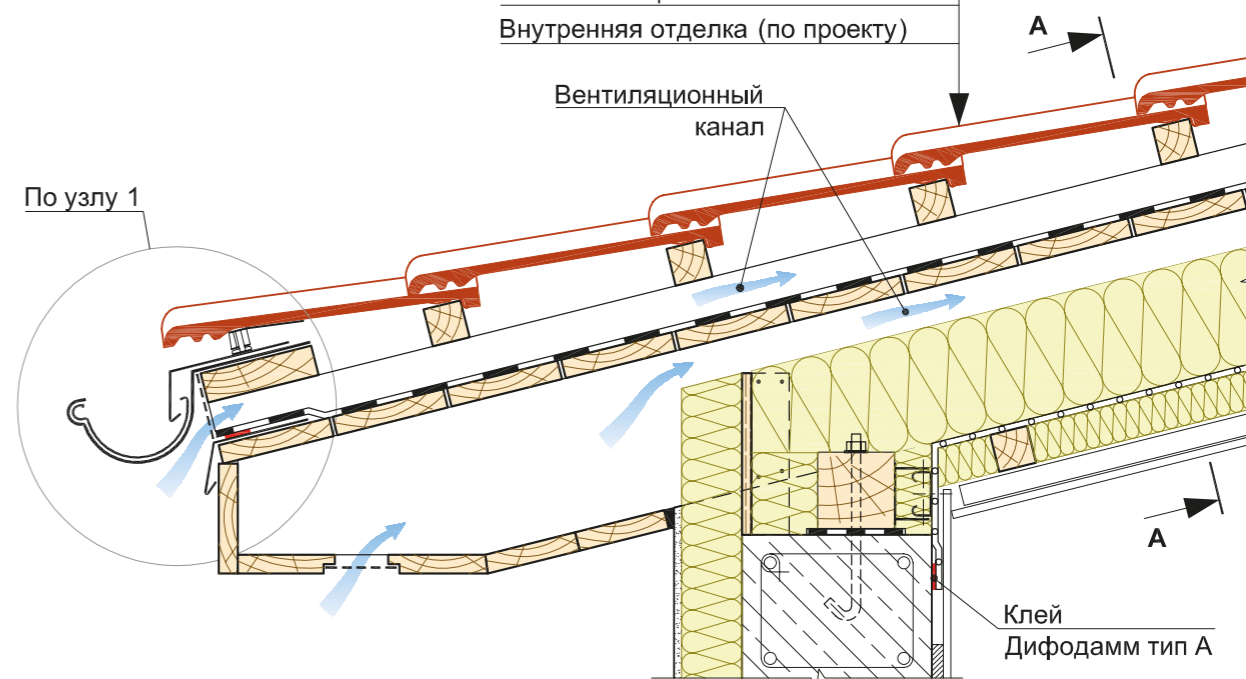 Внутренняя отделка (по проекту)
А
Вентиляционный
канал
По узлу 1
А
Клей
Дифодамм тип А